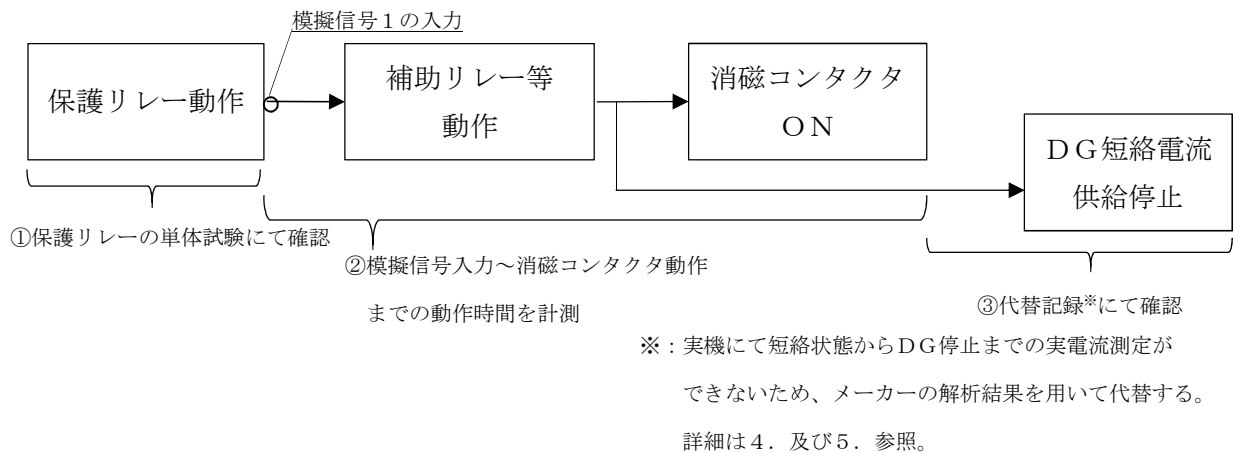 模擬信号１の入力
保護リレー動作
補助リレー等
動作
消磁コンタクタ
ＯＮ
ＤＧ短絡電流
供給停止
①保護リレーの単体試験にて確認
②模擬信号入力～消磁コンタクタ動作
までの動作時間を計測
③代替記録※にて確認
※：実機にて短絡状態からＤＧ停止までの実電流測定が
できないため、メーカーの解析結果を用いて代替する。
詳細は４．及び５．参照。